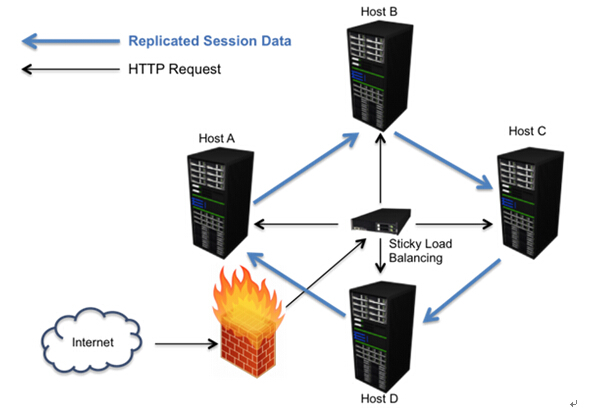 Host B
Replicated Session Data
HTTP Request
Host A
Host C
Sticky Load
Balancing
Internet
Host D